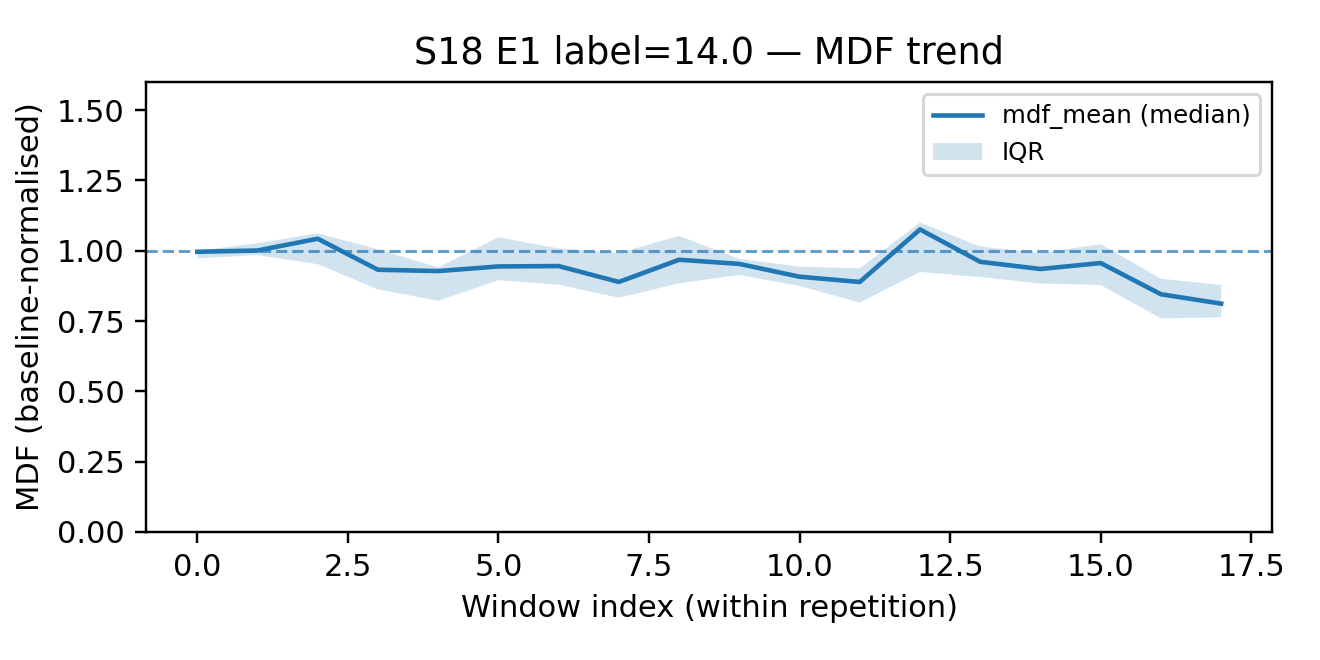 S18 E1 label=14.0 — MDF trend
mdf_mean (median)
IQR
MDF (baseline-normalised)
1.50
1.25
1.00
0.75
0.50
0.25
0.00
0.0 2.5 5.0 7.5 10.0 12.5 15.0 17.5
Window index (within repetition)